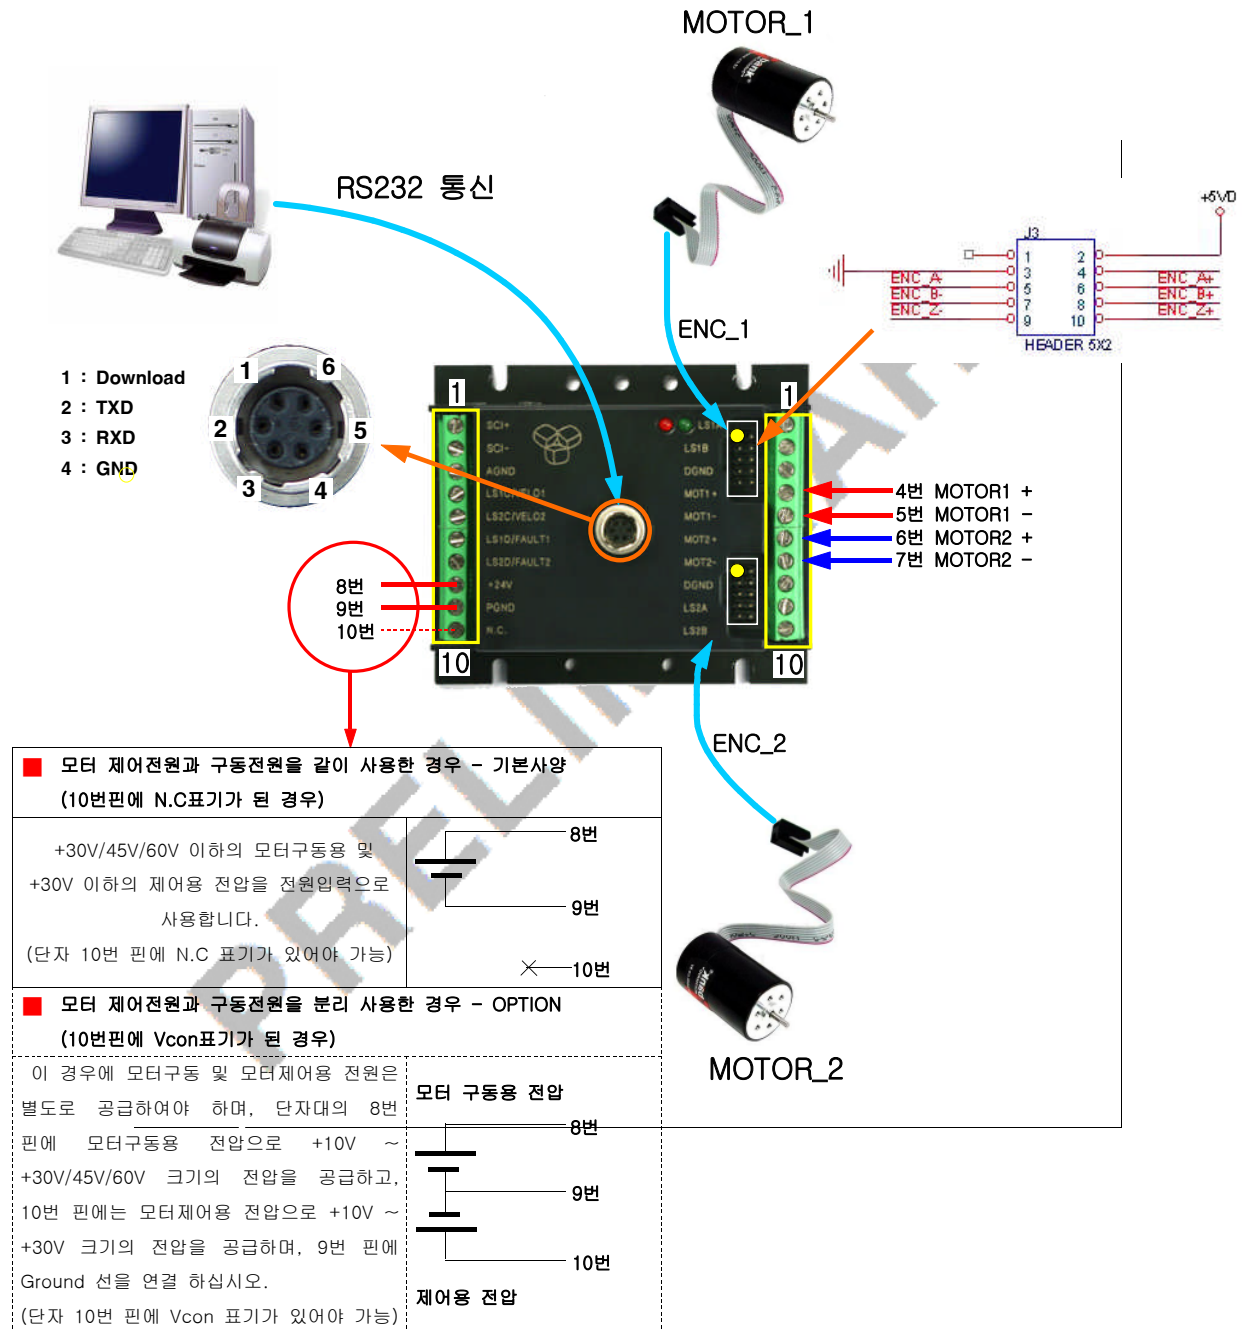 MOTOR_1
RS232 통신
+5VD
J3
1 2
3 4
5 6
7 8
9 10
ENC_A-
ENC_B-
ENC_Z-
ENC_A+
ENC_B+
ENC_Z+
HEADER 5X2
ENC_1
1 : Download
2 : TXD
3 : RXD
4 : GND
1
6
2
5
3
4
1
1
SCI+
SCI-
AGND
LS1C/VELO1
LS2C/VELO2
LS1D/FAULT1
LS2D/FAULT2
+24V
PGND
N.C.
LS1A
LS1B
DGND
MOT1+
MOT1-
MOT2+
MOT2-
DGND
LS2A
LS2B
10
10
4번 MOTOR1 +
5번 MOTOR1 -
6번 MOTOR2 +
7번 MOTOR2 -
8번
9번
10번
ENC_2
MOTOR_2
■ 모터 제어전원과 구동전원을 같이 사용한 경우 - 기본사양
(10번핀에 N.C표기가 된 경우)
+30V/45V/60V 이하의 모터구동용 및
+30V 이하의 제어용 전압을 전원입력으로
사용합니다.
(단자 10번 핀에 N.C 표기가 있어야 가능)
8번
9번
10번
■ 모터 제어전원과 구동전원을 분리 사용한 경우 - OPTION
(10번핀에 Vcon표기가 된 경우)
이 경우에 모터구동 및 모터제어용 전원은
별도로 공급하여야 하며, 단자대의 8번
핀에 모터구동용 전압으로 +10V ~
+30V/45V/60V 크기의 전압을 공급하고,
10번 핀에는 모터제어용 전압으로 +10V ~
+30V 크기의 전압을 공급하며, 9번 핀에
Ground 선을 연결 하십시오.
(단자 10번 핀에 Vcon 표기가 있어야 가능)
모터 구동용 전압
8번
9번
10번
제어용 전압